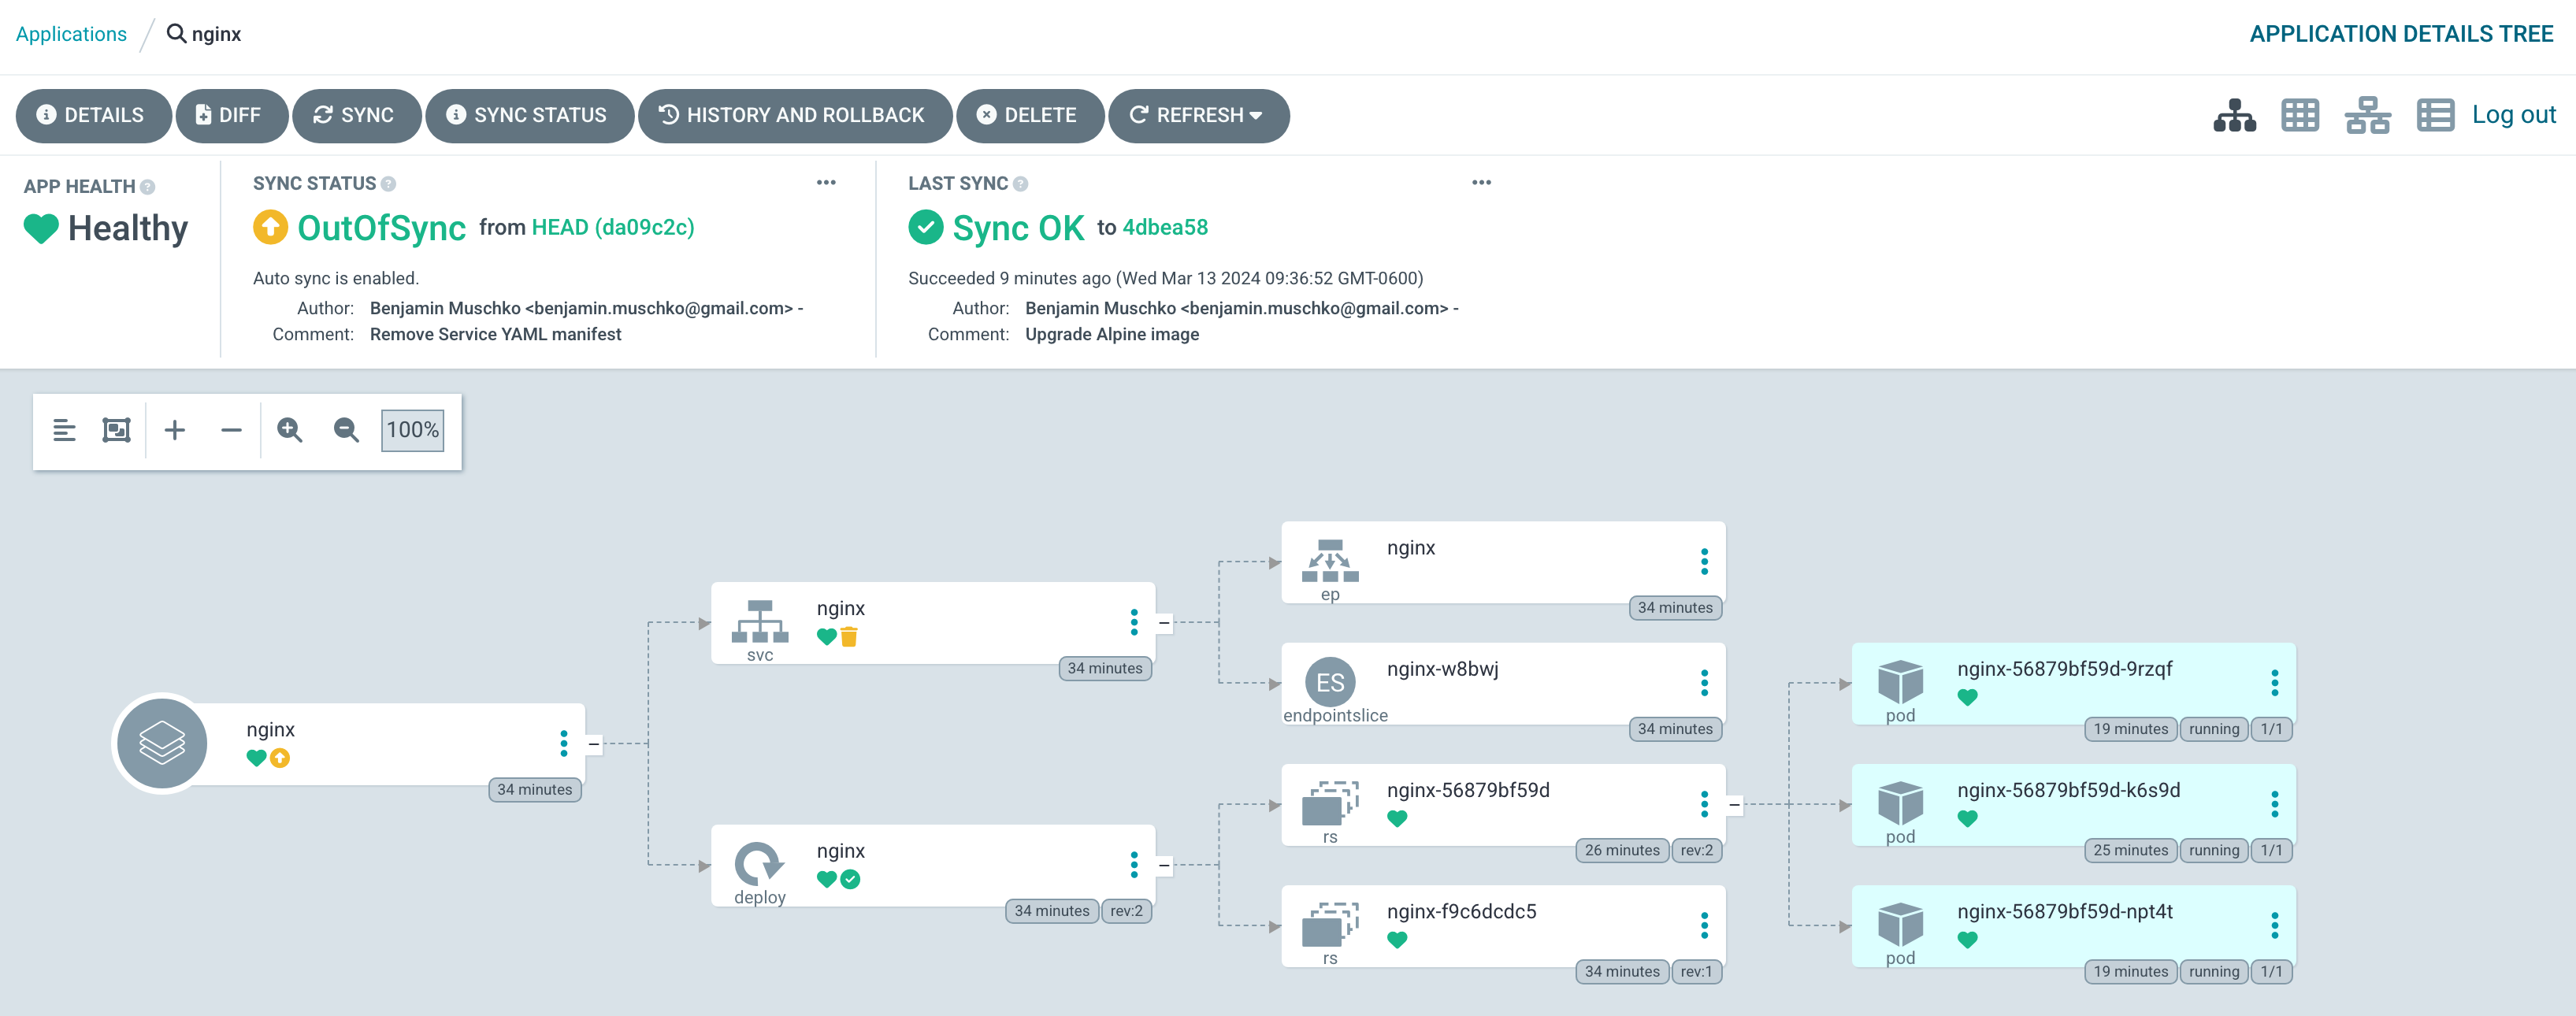 Applications / nginx
APPLICATION DETAILS TREE
DETAILS
DIFF
SYNC
SYNC STATUS
HISTORY AND ROLLBACK
DELETE
REFRESH
Log out
APP HEALTH
Healthy
SYNC STATUS
OutOfSync from HEAD (da09c2c)
Auto sync is enabled.
Author: Benjamin Muschko <benjamin.muschko@gmail.com> -
Comment: Remove Service YAML manifest
LAST SYNC
Sync OK to 4dbea58
Succeeded 9 minutes ago (Wed Mar 13 2024 09:36:52 GMT-0600)
Author: Benjamin Muschko <benjamin.muschko@gmail.com> -
Comment: Upgrade Alpine image
100%
nginx
34 minutes
nginx
svc
34 minutes
nginx
deploy
34 minutes rev:2
nginx
ep
34 minutes
ES
nginx-w8bwj
endpointslice
34 minutes
nginx-56879bf59d
rs
26 minutes rev:2
nginx-f9c6dcdc5
rs
34 minutes rev:1
nginx-56879bf59d-9rzqf
pod
19 minutes running 1/1
nginx-56879bf59d-k6s9d
pod
25 minutes running 1/1
nginx-56879bf59d-npt4t
pod
19 minutes running 1/1